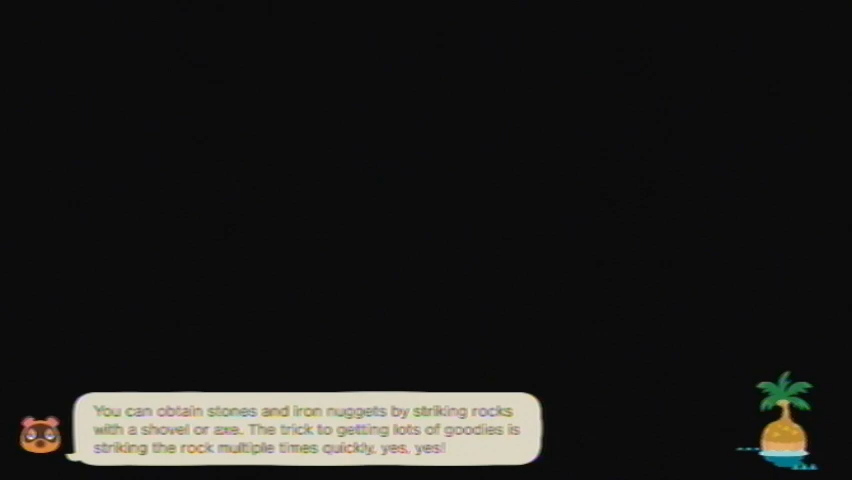 You can obtain stones and iron nuggets by striking rocks
with a shovel or axe. The trick to getting lots of goodies is
striking the rock multiple times quickly, yes, yes!